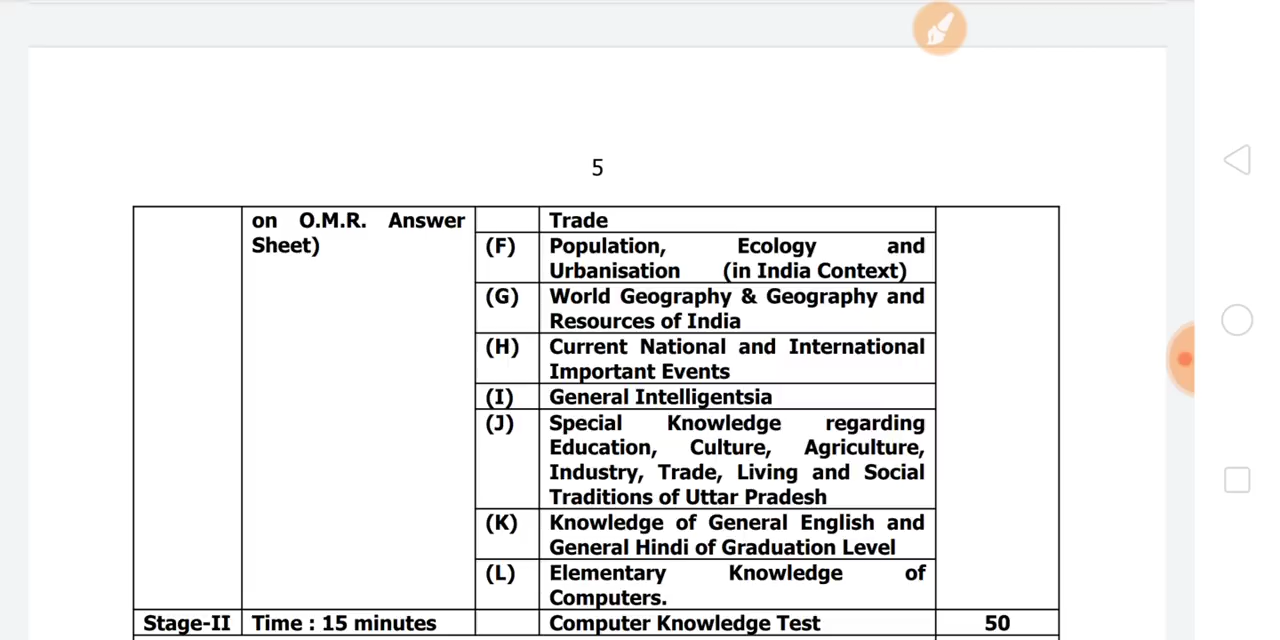 5
on O.M.R. Answer Trade
Sheet)
(F) Population, Ecology and
Urbanisation (in India Context)
(G) World Geography & Geography and
Resources of India
(H) Current National and International
Important Events
(I) General Intelligentsia
(J) Special Knowledge regarding
Education, Culture, Agriculture,
Industry, Trade, Living and Social
Traditions of Uttar Pradesh
(K) Knowledge of General English and
General Hindi of Graduation Level
(L) Elementary Knowledge of
Computers.
Stage-II Time : 15 minutes Computer Knowledge Test 50